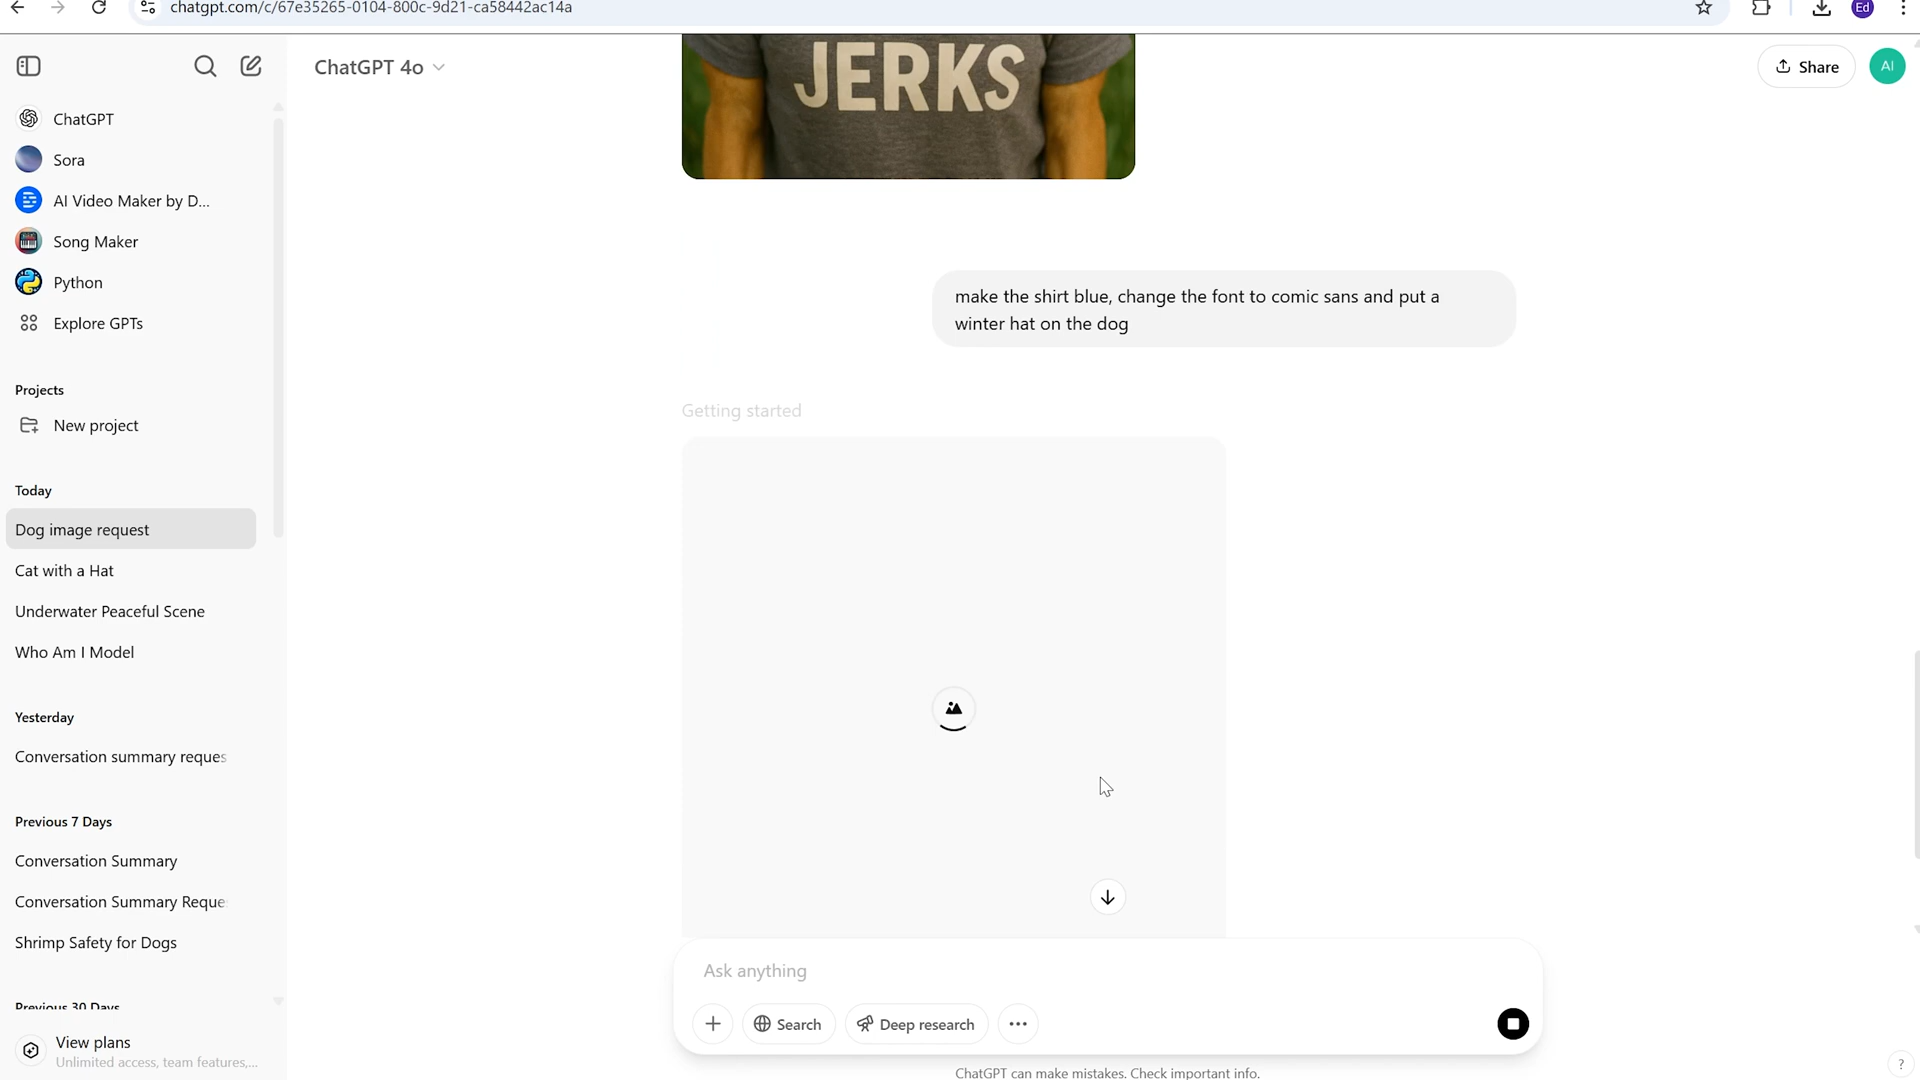 chatgpt.com/c/67e35265-0104-800c-9d21-ca58442ac14a
Ed
ChatGPT 4o
Share
AI
ChatGPT
Sora
AI Video Maker by D...
Song Maker
Python
Explore GPTs
Projects
New project
Today
Dog image request
Cat with a Hat
Underwater Peaceful Scene
Who Am I Model
Yesterday
Conversation summary reques
Previous 7 Days
Conversation Summary
Conversation Summary Reque
Shrimp Safety for Dogs
Previous 30 Days
View plans
Unlimited access, team features,...
JERKS
make the shirt blue, change the font to comic sans and put a
winter hat on the dog
Getting started
Ask anything
Search
Deep research
ChatGPT can make mistakes. Check important info.
?